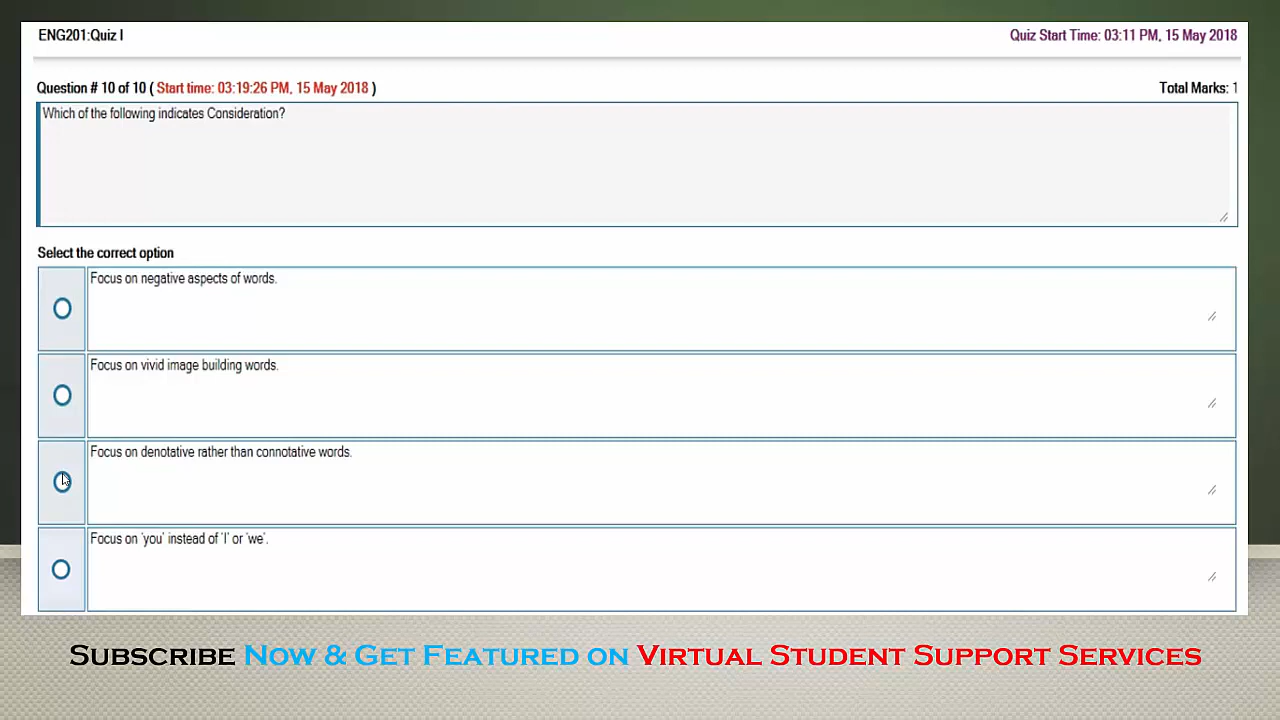 ENG201:Quiz I
Quiz Start Time: 03:11 PM, 15 May 2018
Question # 10 of 10 ( Start time: 03:19:26 PM, 15 May 2018 )
Total Marks: 1
Which of the following indicates Consideration?
Select the correct option
Focus on negative aspects of words.
Focus on vivid image building words.
Focus on denotative rather than connotative words.
Focus on 'you' instead of 'I' or 'we'.
Subscribe Now & Get Featured on Virtual Student Support Services